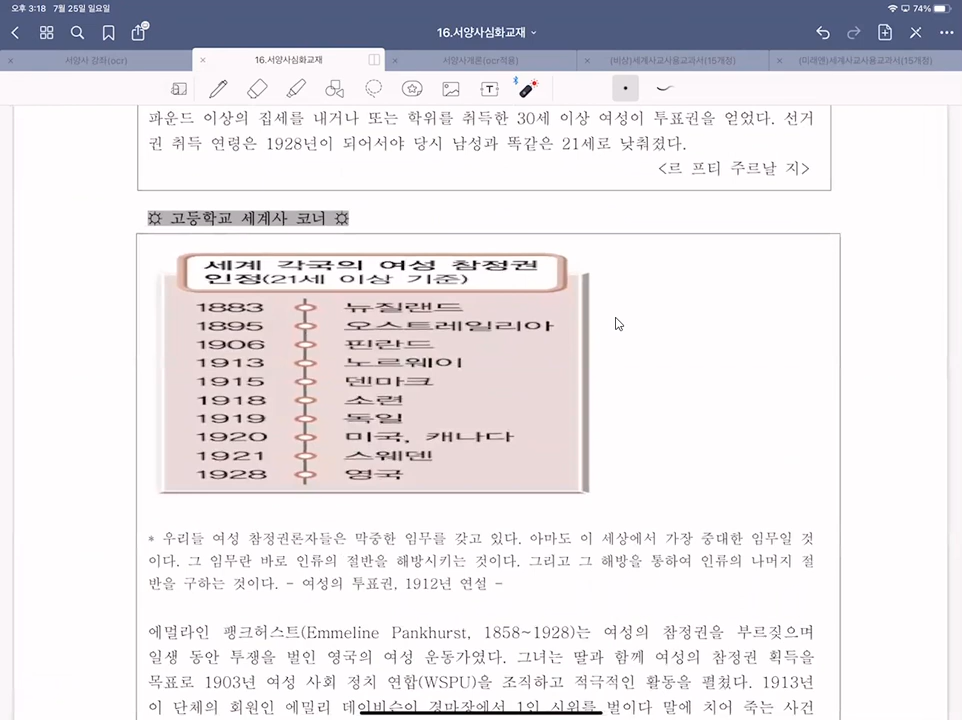 오후 3:18 7월 25일 일요일
74%
16.서양사심화교재
서양사 강좌(ocr)
16.서양사심화교재
서양사개론(ocr적용)
(비상)세계사교사용교과서(15개정)
(미래엔)세계사교사용교과서(15개정)
파운드 이상의 집세를 내거나 또는 학위를 취득한 30세 이상 여성이 투표권을 얻었다. 선거
권 취득 연령은 1928년이 되어서야 당시 남성과 똑같은 21세로 낮춰졌다.
<르 프티 주르날 지>
☼ 고등학교 세계사 코너 ☼
세계 각국의 여성 참정권
인정(21세 이상 기준)
1883 뉴질랜드
1895 오스트레일리아
1906 핀란드
1913 노르웨이
1915 덴마크
1918 소련
1919 독일
1920 미국, 캐나다
1921 스웨덴
1928 영국
* 우리들 여성 참정권론자들은 막중한 임무를 갖고 있다. 아마도 이 세상에서 가장 중대한 임무일 것
이다. 그 임무란 바로 인류의 절반을 해방시키는 것이다. 그리고 그 해방을 통하여 인류의 나머지 절
반을 구하는 것이다. - 여성의 투표권, 1912년 연설 -
에멀라인 팽크허스트(Emmeline Pankhurst, 1858~1928)는 여성의 참정권을 부르짖으며
일생 동안 투쟁을 벌인 영국의 여성 운동가였다. 그녀는 딸과 함께 여성의 참정권 획득을
목표로 1903년 여성 사회 정치 연합(WSPU)을 조직하고 적극적인 활동을 펼쳤다. 1913년
이 단체의 회원인 에밀리 데이비슨이 경마장에서 1인 시위를 벌이다 말에 치어 죽는 사건